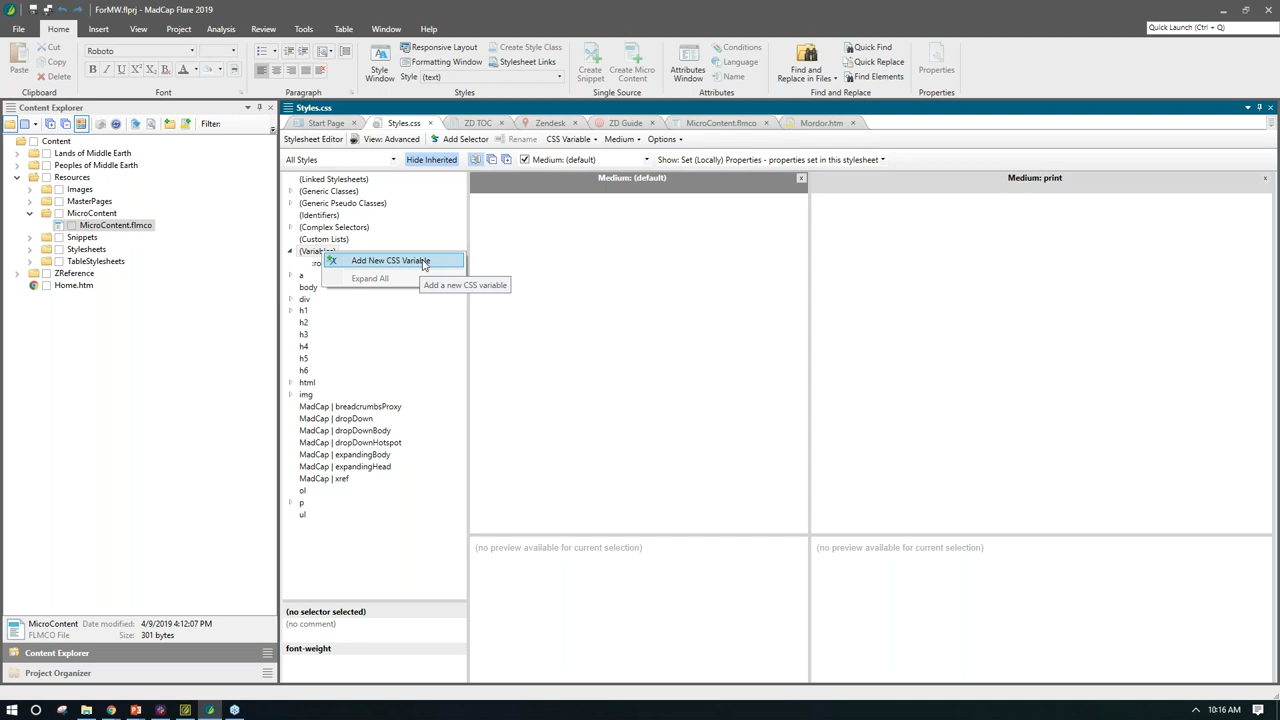 ForMW.flprj - MadCap Flare 2019
File Home Insert View Project Analysis Review Tools Table Window Help
Quick Launch (Ctrl + Q)
Paste
Cut
Copy
Delete
Clipboard
Roboto
Font
Paragraph
Style Window
Responsive Layout
Formatting Window
Style (text)
Create Style Class
Stylesheet Links
Styles
Create Snippet
Create Micro Content
Single Source
Attributes Window
Conditions
Language
Name
Attributes
Find and Replace in Files
Quick Find
Quick Replace
Find Elements
Find and Replace
Properties
Properties
Content Explorer
Filter:
Content
Lands of Middle Earth
Peoples of Middle Earth
Resources
Images
MasterPages
MicroContent
MicroContent.flmco
Snippets
Stylesheets
TableStylesheets
ZReference
Home.htm
MicroContent Date modified: 4/9/2019 4:12:07 PM
FLMCO File Size: 301 bytes
Content Explorer
Project Organizer
Styles.css
Start Page Styles.css ZD TOC Zendesk ZD Guide MicroContent.flmco Mordor.htm
Stylesheet Editor View: Advanced Add Selector Rename CSS Variable Medium Options
All Styles Hide Inherited Medium: (default) Show: Set (Locally) Properties - properties set in this stylesheet
(Linked Stylesheets)
(Generic Classes)
(Generic Pseudo Classes)
(Identifiers)
(Complex Selectors)
(Custom Lists)
(Variables)
:ro
a
body
div
h1
h2
h3
h4
h5
h6
html
img
MadCap | breadcrumbsProxy
MadCap | dropDown
MadCap | dropDownBody
MadCap | dropDownHotspot
MadCap | expandingBody
MadCap | expandingHead
MadCap | xref
ol
p
ul
Add New CSS Variable
Expand All
Add a new CSS variable
(no selector selected)
(no comment)
font-weight
Medium: (default)
(no preview available for current selection)
Medium: print
(no preview available for current selection)
10:16 AM